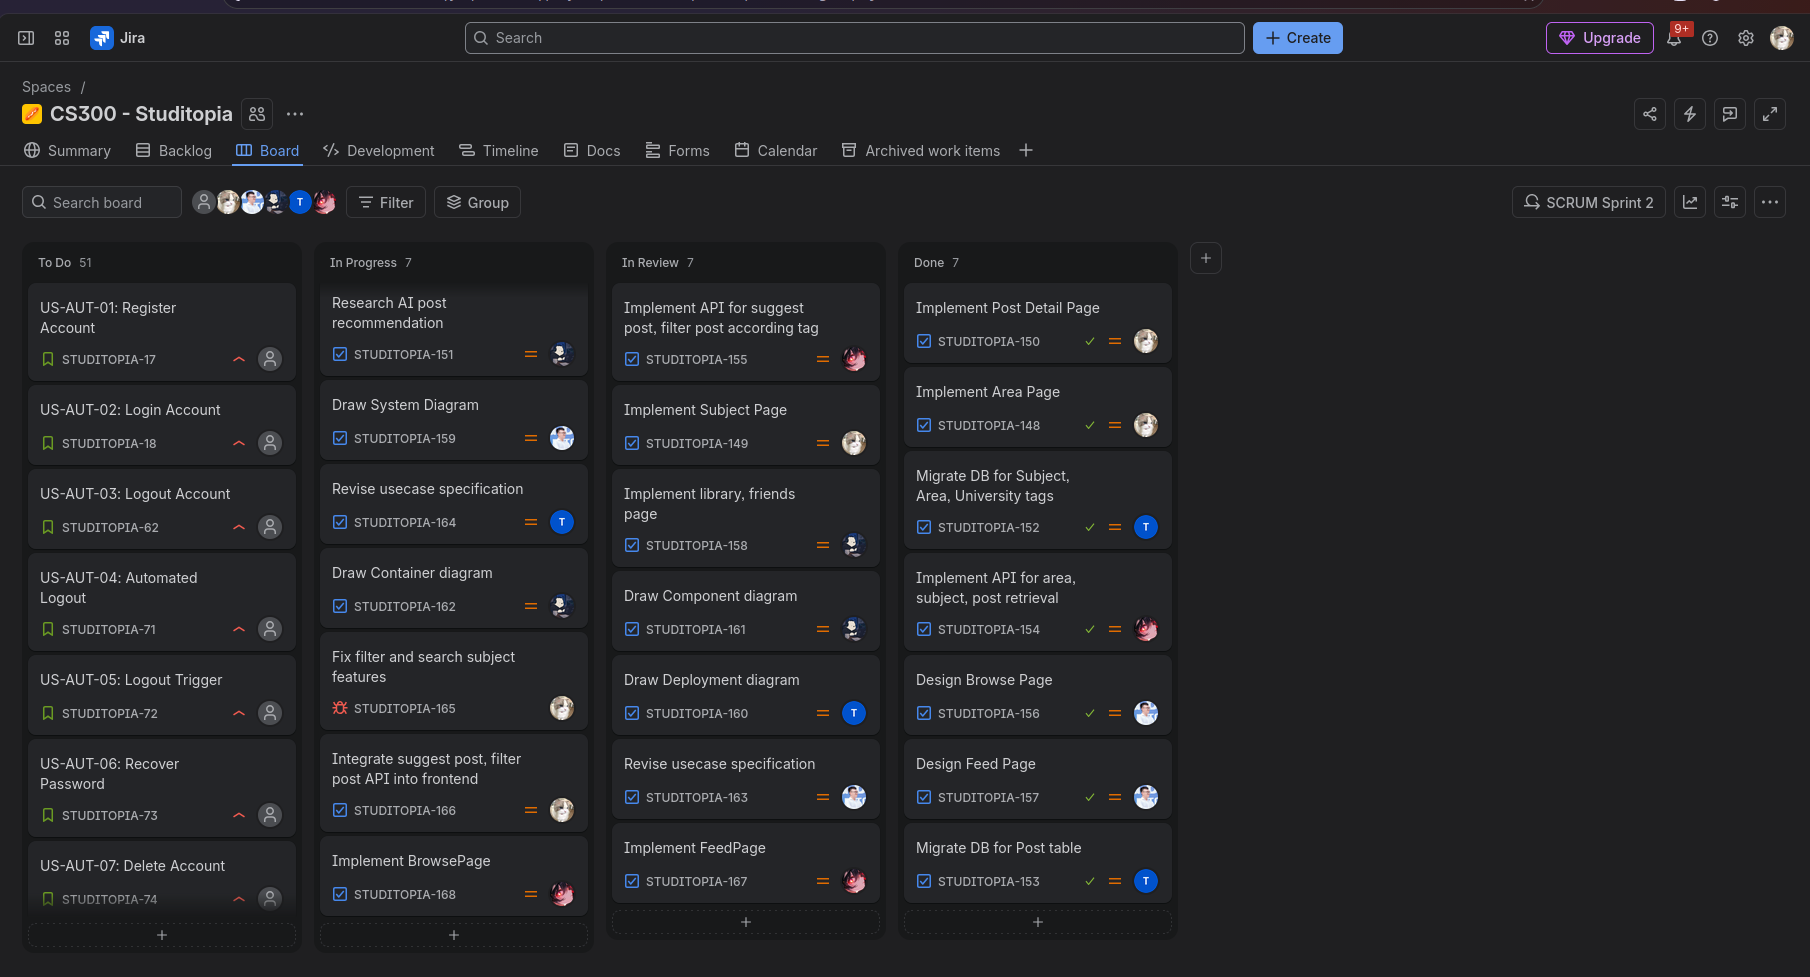 Jira
Search
Create
Upgrade
9+
Spaces /
CS300 - Studitopia
Summary
Backlog
Board
Development
Timeline
Docs
Forms
Calendar
Archived work items
Search board
T
Filter
Group
SCRUM Sprint 2
To Do 51
US-AUT-01: Register
Account
STUDITOPIA-17
US-AUT-02: Login Account
STUDITOPIA-18
US-AUT-03: Logout Account
STUDITOPIA-62
US-AUT-04: Automated
Logout
STUDITOPIA-71
US-AUT-05: Logout Trigger
STUDITOPIA-72
US-AUT-06: Recover
Password
STUDITOPIA-73
US-AUT-07: Delete Account
STUDITOPIA-74
In Progress 7
Research AI post
recommendation
STUDITOPIA-151
Draw System Diagram
STUDITOPIA-159
Revise usecase specification
STUDITOPIA-164
T
Draw Container diagram
STUDITOPIA-162
Fix filter and search subject
features
STUDITOPIA-165
Integrate suggest post, filter
post API into frontend
STUDITOPIA-166
Implement BrowsePage
STUDITOPIA-168
In Review 7
Implement API for suggest
post, filter post according tag
STUDITOPIA-155
Implement Subject Page
STUDITOPIA-149
Implement library, friends
page
STUDITOPIA-158
Draw Component diagram
STUDITOPIA-161
Draw Deployment diagram
STUDITOPIA-160
T
Revise usecase specification
STUDITOPIA-163
Implement FeedPage
STUDITOPIA-167
Done 7
Implement Post Detail Page
STUDITOPIA-150
Implement Area Page
STUDITOPIA-148
Migrate DB for Subject,
Area, University tags
STUDITOPIA-152
T
Implement API for area,
subject, post retrieval
STUDITOPIA-154
Design Browse Page
STUDITOPIA-156
Design Feed Page
STUDITOPIA-157
Migrate DB for Post table
STUDITOPIA-153
T